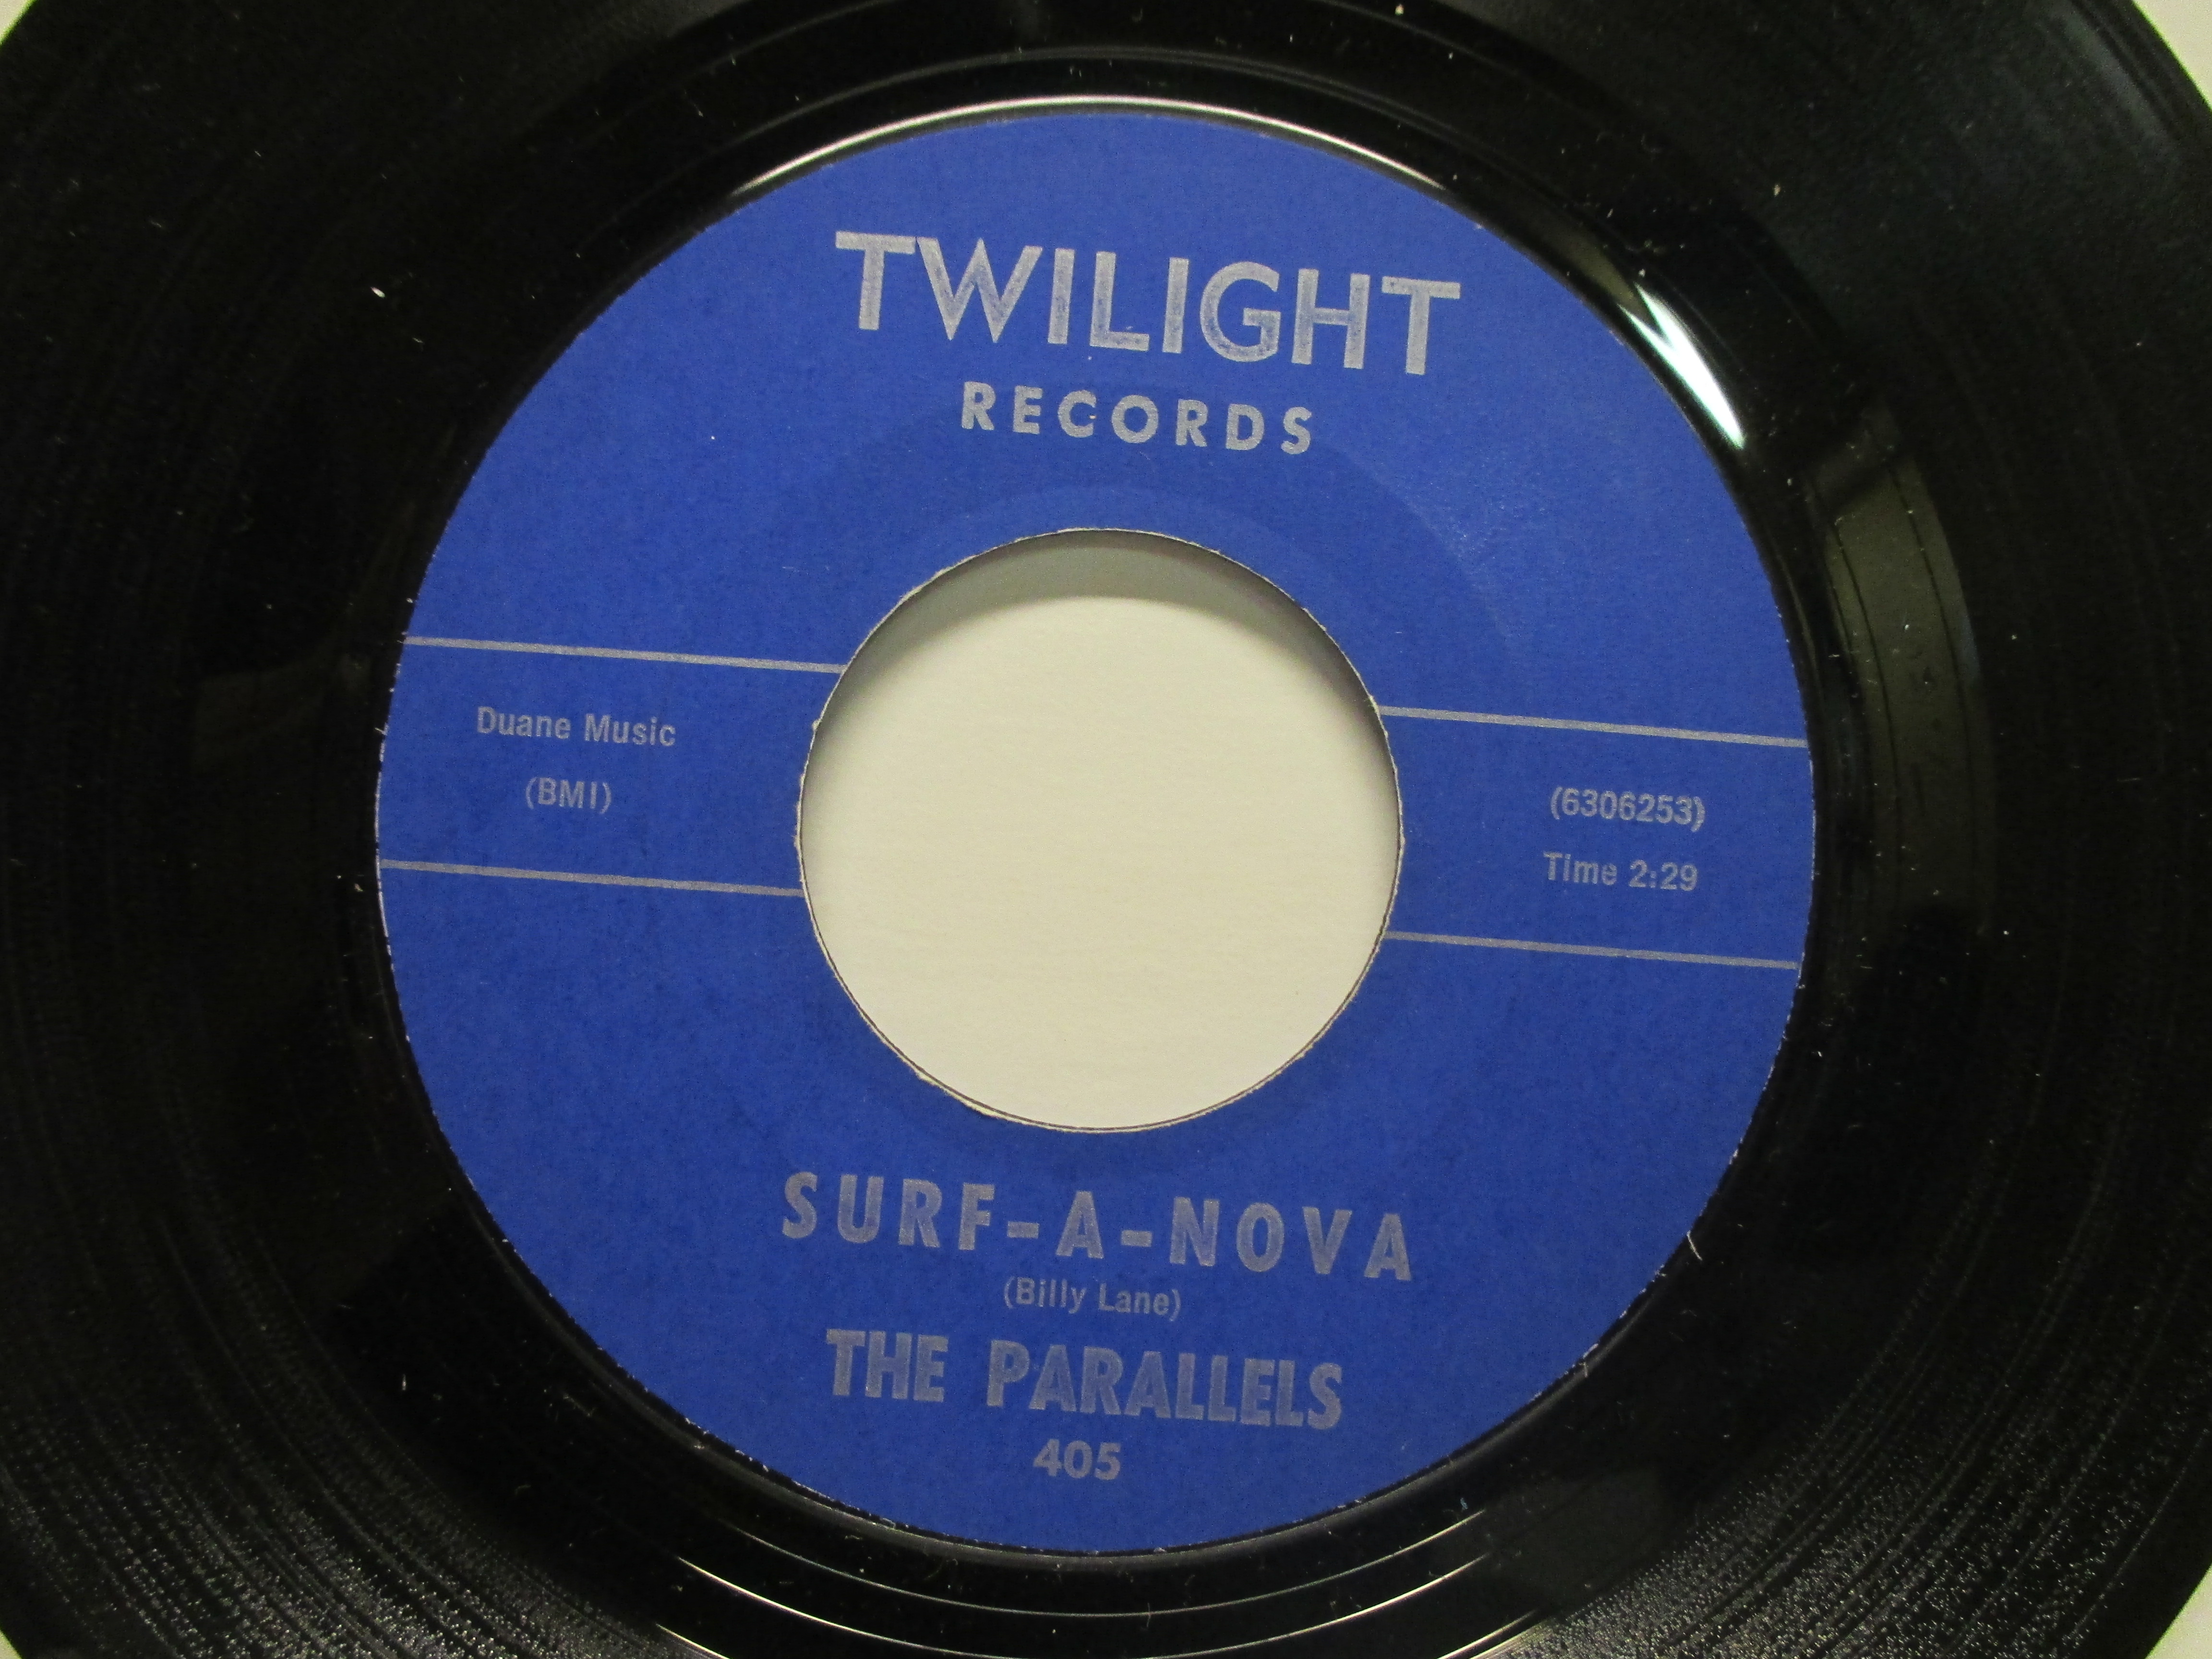 TWILIGHT
RECORDS
Duane Music
(BMI)
(6306253)
Time 2:29
SURF-A-NOVA
(Billy Lane)
THE PARALLELS
405